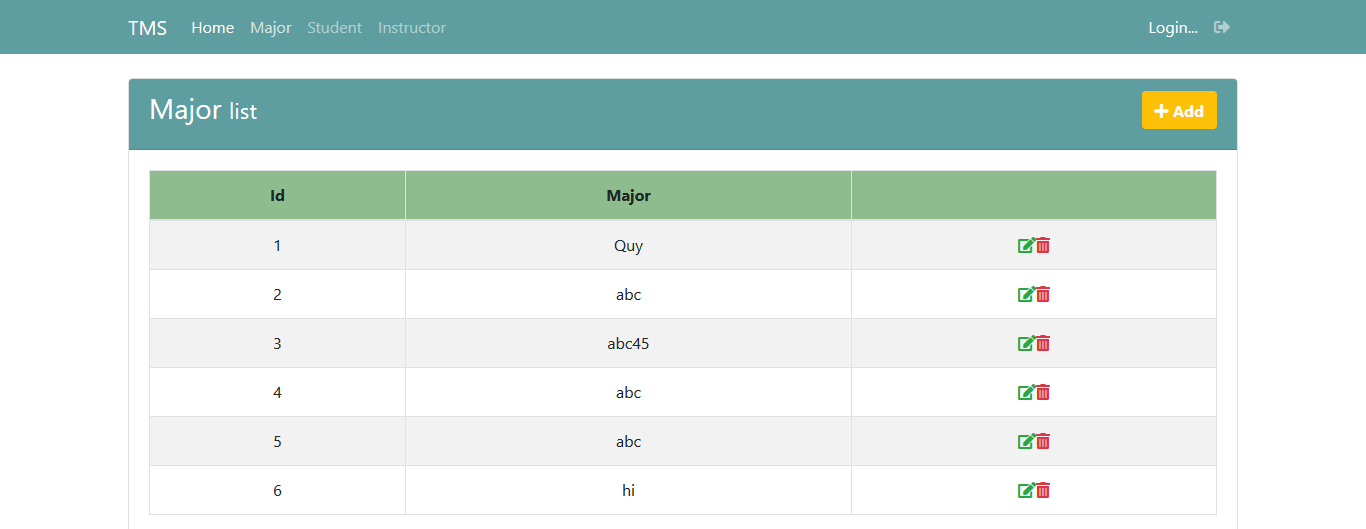 TMS Home Major Student Instructor Login...
Major list Add
Id Major
1 Quy
2 abc
3 abc45
4 abc
5 abc
6 hi